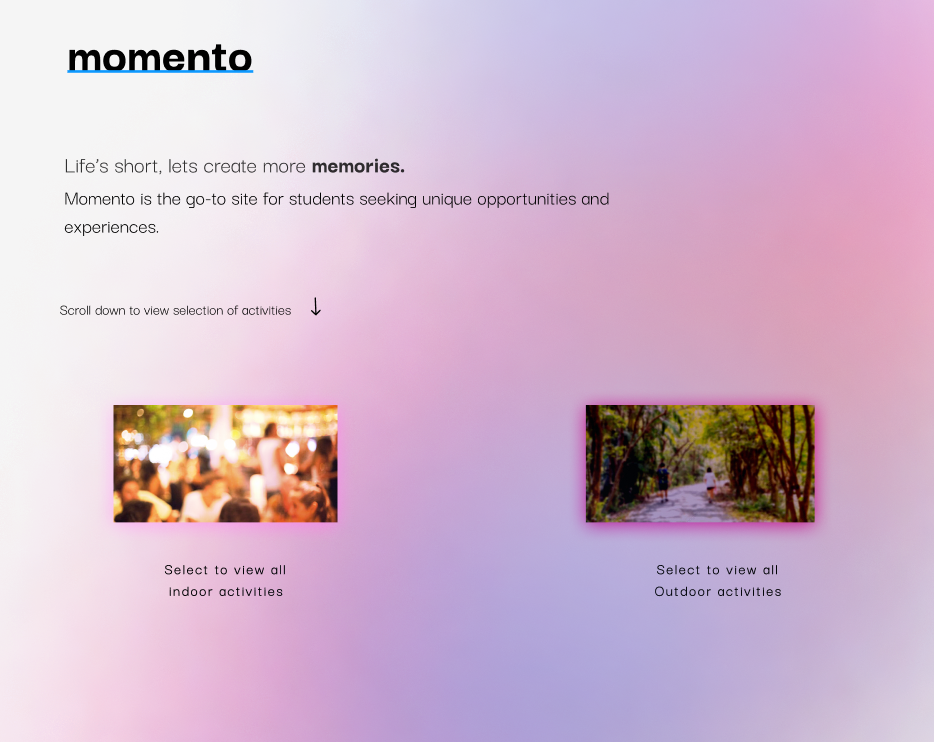 momento
Life's short, lets create more memories.
Momento is the go-to site for students seeking unique opportunities and
experiences.
Scroll down to view selection of activities
Select to view all
indoor activities
Select to view all
Outdoor activities